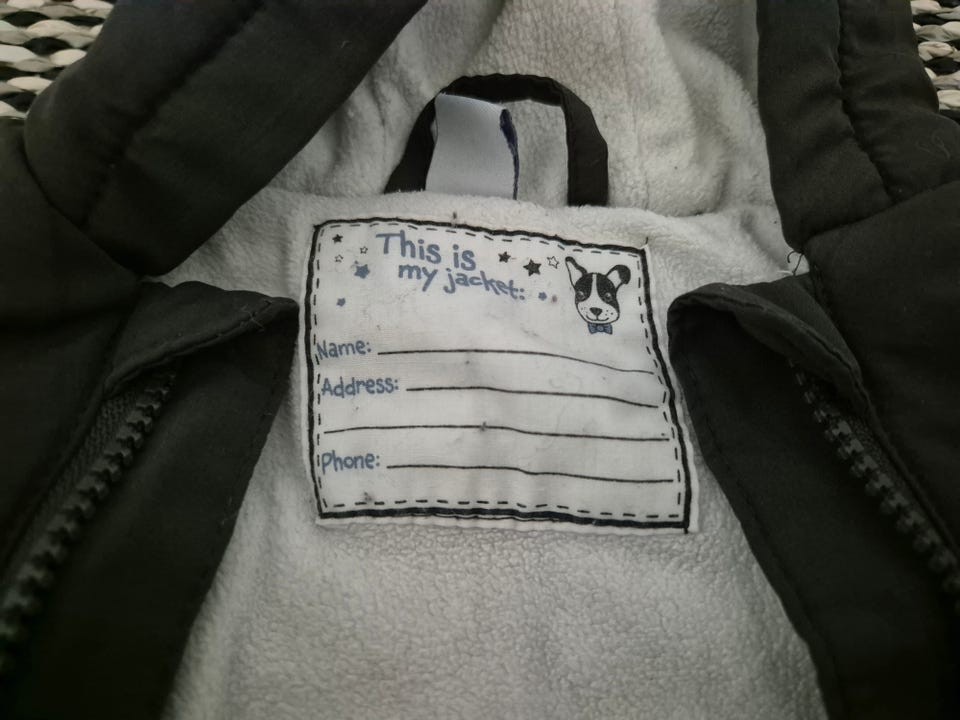 This is
my jacket:
Name:
Address:
Phone: